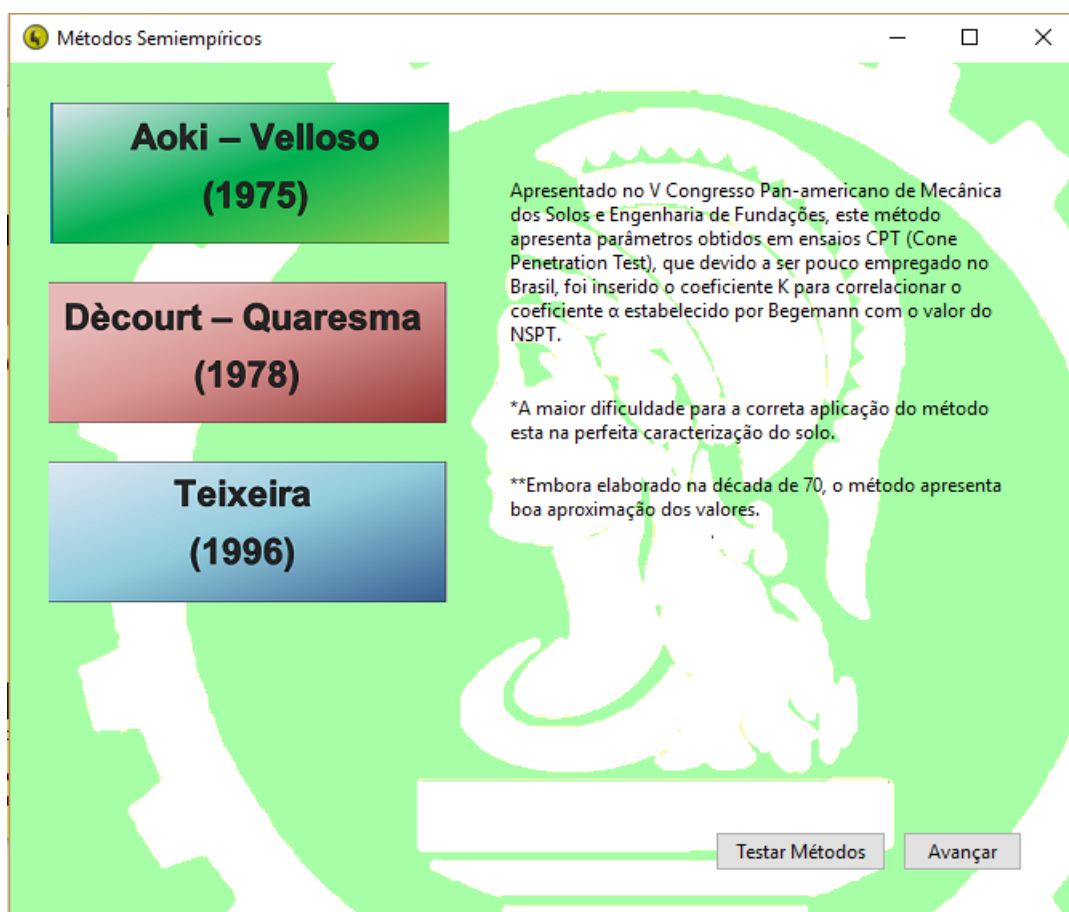 Métodos Semiempíricos
Aoki – Velloso
(1975)
Dècourt – Quaresma
(1978)
Teixeira
(1996)
Apresentado no V Congresso Pan-americano de Mecânica
dos Solos e Engenharia de Fundações, este método
apresenta parâmetros obtidos em ensaios CPT (Cone
Penetration Test), que devido a ser pouco empregado no
Brasil, foi inserido o coeficiente K para correlacionar o
coeficiente α estabelecido por Begemann com o valor do
NSPT.
*A maior dificuldade para a correta aplicação do método
esta na perfeita caracterização do solo.
**Embora elaborado na década de 70, o método apresenta
boa aproximação dos valores.
Testar Métodos
Avançar